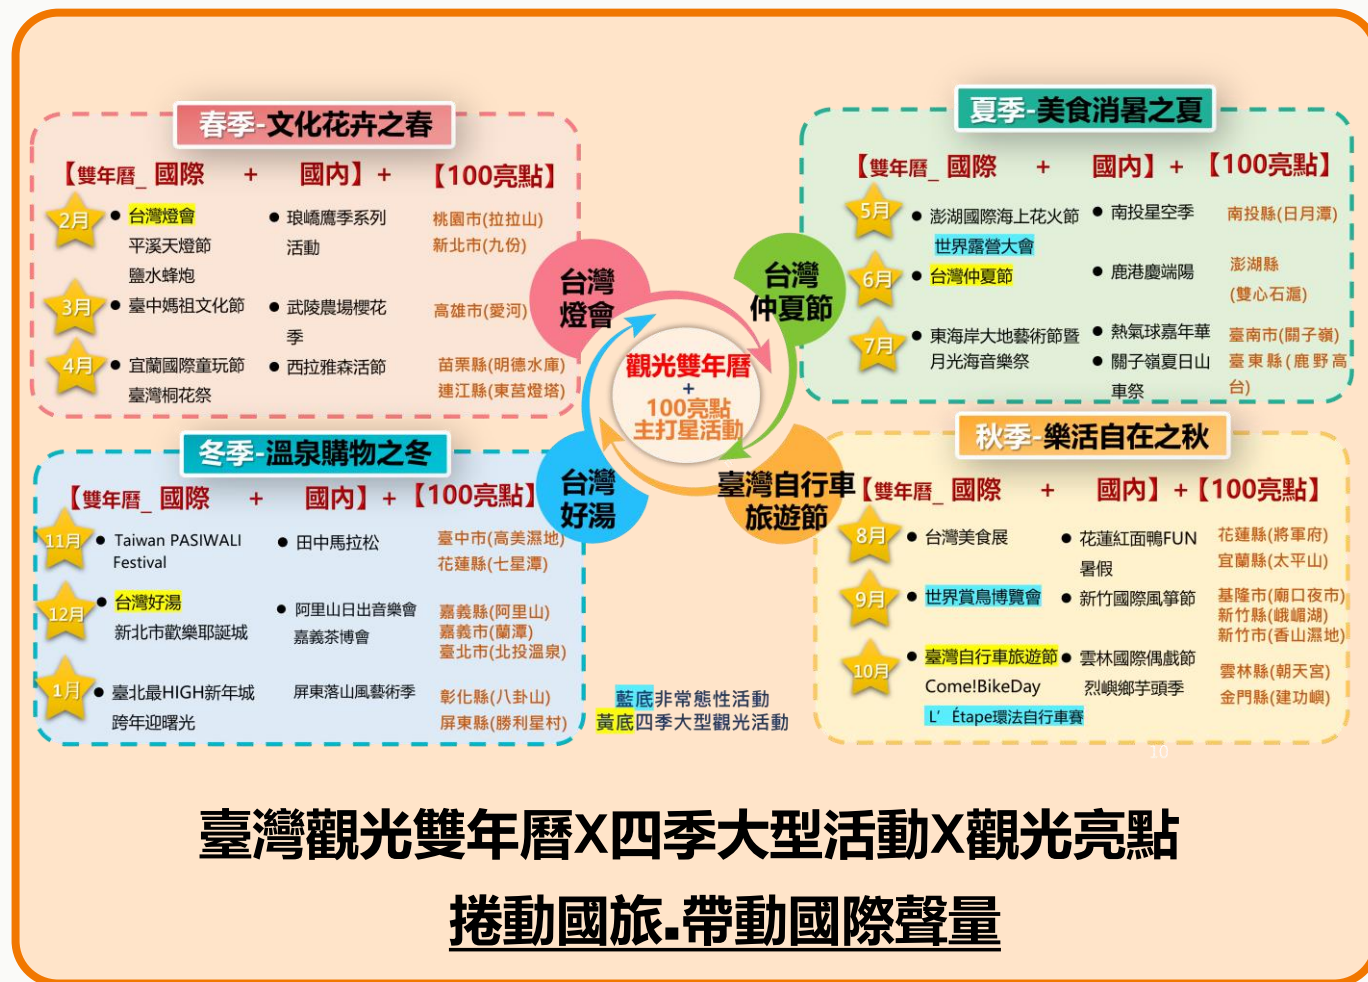 春季-文化花卉之春
【雙年曆_ 國際 + 國內】 + 【100亮點】
2月
● 台灣燈會
平溪天燈節
鹽水蜂炮
● 琅嶠鷹季系列
活動
桃園市(拉拉山)
新北市(九份)
3月
● 臺中媽祖文化節
● 武陵農場櫻花
季
高雄市(愛河)
4月
● 宜蘭國際童玩節
臺灣桐花祭
● 西拉雅森活節
苗栗縣(明德水庫)
連江縣(東莒燈塔)
夏季-美食消暑之夏
【雙年曆_ 國際 + 國內】 + 【100亮點】
5月
● 澎湖國際海上花火節
世界露營大會
● 南投星空季
南投縣(日月潭)
6月
● 台灣仲夏節
● 鹿港慶端陽
澎湖縣
(雙心石滬)
7月
● 東海岸大地藝術節暨
月光海音樂祭
● 熱氣球嘉年華
● 關子嶺夏日山
車祭
臺南市(關子嶺)
臺東縣(鹿野高
台)
台灣
燈會
台灣
仲夏節
觀光雙年曆
+
100亮點
主打星活動
台灣
好湯
臺灣自行車
旅遊節
冬季-溫泉購物之冬
【雙年曆_ 國際 + 國內】 + 【100亮點】
11月
● Taiwan PASIWALI
Festival
● 田中馬拉松
臺中市(高美濕地)
花蓮縣(七星潭)
12月
● 台灣好湯
新北市歡樂耶誕城
● 阿里山日出音樂會
嘉義茶博會
嘉義縣(阿里山)
嘉義市(蘭潭)
臺北市(北投溫泉)
1月
● 臺北最HIGH新年城
跨年迎曙光
屏東落山風藝術季
彰化縣(八卦山)
屏東縣(勝利星村)
秋季-樂活自在之秋
【雙年曆_ 國際 + 國內】 + 【100亮點】
8月
● 台灣美食展
● 花蓮紅面鴨FUN
暑假
花蓮縣(將軍府)
宜蘭縣(太平山)
9月
● 世界賞鳥博覽會
● 新竹國際風箏節
基隆市(廟口夜市)
新竹縣(峨嵋湖)
新竹市(香山濕地)
10月
● 臺灣自行車旅遊節
Come!BikeDay
L' Étape環法自行車賽
● 雲林國際偶戲節
烈嶼鄉芋頭季
雲林縣(朝天宮)
金門縣(建功嶼)
藍底非常態性活動
黃底四季大型觀光活動
10
臺灣觀光雙年曆X四季大型活動X觀光亮點
捲動國旅.帶動國際聲量